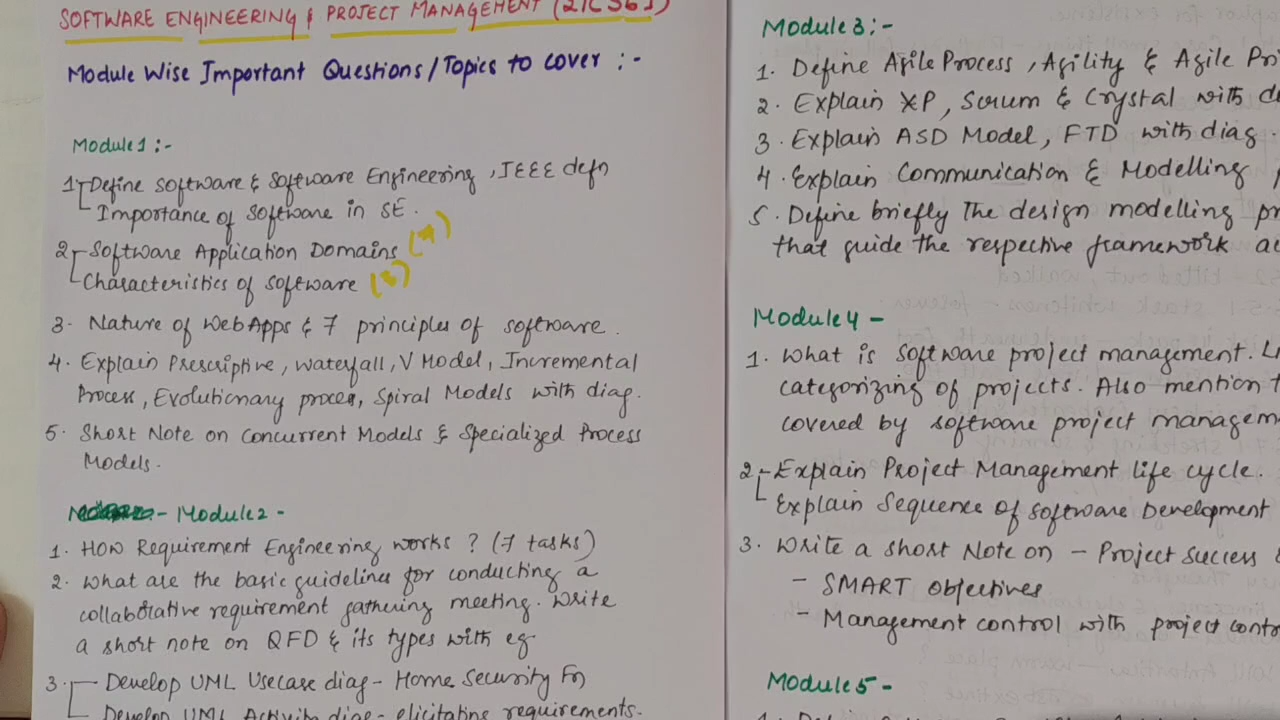 SOFTWARE ENGINEERING & PROJECT MANAGEMENT (21CS61)
Module Wise Important Questions/Topics to cover :-
Module 1 :-
1. Define software & software Engineering, IEEE defn
Importance of software in SE.
2. Software Application Domains (7)
Characteristics of software (3)
3. Nature of WebApps & 7 principles of software.
4. Explain Prescriptive, waterfall, V Model, Incremental
Process, Evolutionary process, Spiral Models with diag.
5. Short Note on Concurrent Models & Specialized Process
Models.
- Module 2 -
1. How Requirement Engineering works? (7 tasks)
2. what are the basic guidelines for conducting a
collaborative requirement gathering meeting. Write
a short note on QFD & its types with eg
3. Develop UML Usecase diag - Home Security Fn
Develop UML Activity diag - eliciting requirements.
Module 3 :-
1. Define Agile Process, Agility & Agile
2. Explain XP, Scrum & Crystal with
3. Explain ASD Model, FTD with diag.
4. Explain Communication & Modelling
5. Define briefly the design modelling
that guide the respective framework
Module 4 -
1. What is software project management.
categorizing of projects. Also mention
covered by software project
2. Explain Project Management life cycle.
Explain Sequence of software Development
3. Write a short Note on - Project success
- SMART Objectives
- Management control with project
Module 5 -